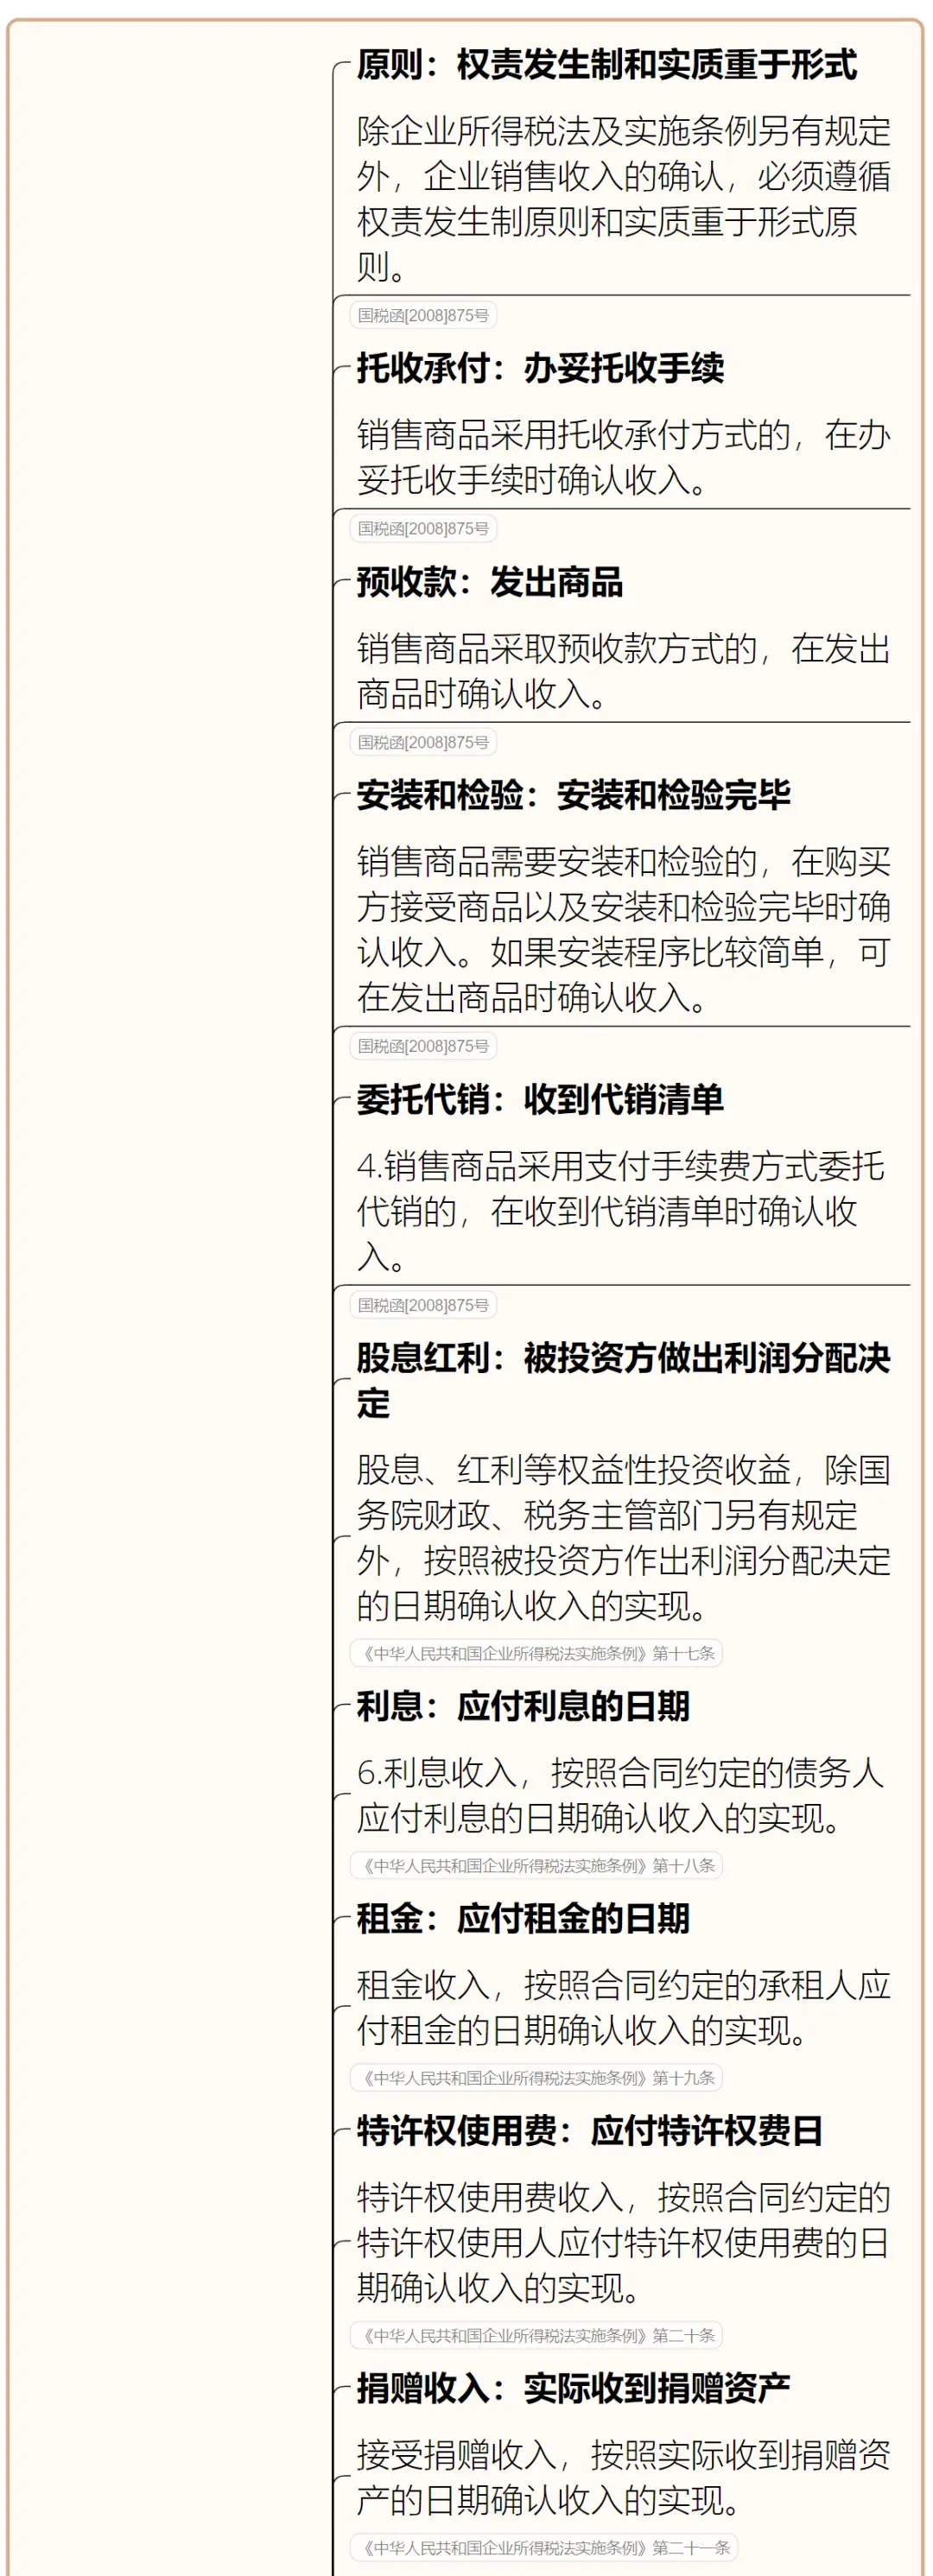 原则：权责发生制和实质重于形式
除企业所得税法及实施条例另有规定
外，企业销售收入的确认，必须遵循
权责发生制原则和实质重于形式原
则。
国税函[2008]875号
托收承付：办妥托收手续
销售商品采用托收承付方式的，在办
妥托收手续时确认收入。
国税函[2008]875号
预收款：发出商品
销售商品采取预收款方式的，在发出
商品时确认收入。
国税函[2008]875号
安装和检验：安装和检验完毕
销售商品需要安装和检验的，在购买
方接受商品以及安装和检验完毕时确
认收入。如果安装程序比较简单，可
在发出商品时确认收入。
国税函[2008]875号
委托代销：收到代销清单
4.销售商品采用支付手续费方式委托
代销的，在收到代销清单时确认收
入。
国税函[2008]875号
股息红利：被投资方做出利润分配决
定
股息、红利等权益性投资收益，除国
务院财政、税务主管部门另有规定
外，按照被投资方作出利润分配决定
的日期确认收入的实现。
《中华人民共和国企业所得税法实施条例》第十七条
利息：应付利息的日期
6.利息收入，按照合同约定的债务人
应付利息的日期确认收入的实现。
《中华人民共和国企业所得税法实施条例》第十八条
租金：应付租金的日期
租金收入，按照合同约定的承租人应
付租金的日期确认收入的实现。
《中华人民共和国企业所得税法实施条例》第十九条
特许权使用费：应付特许权费日
特许权使用费收入，按照合同约定的
特许权使用人应付特许权使用费的日
期确认收入的实现。
《中华人民共和国企业所得税法实施条例》第二十条
捐赠收入：实际收到捐赠资产
接受捐赠收入，按照实际收到捐赠资
产的日期确认收入的实现。
《中华人民共和国企业所得税法实施条例》第二十一条